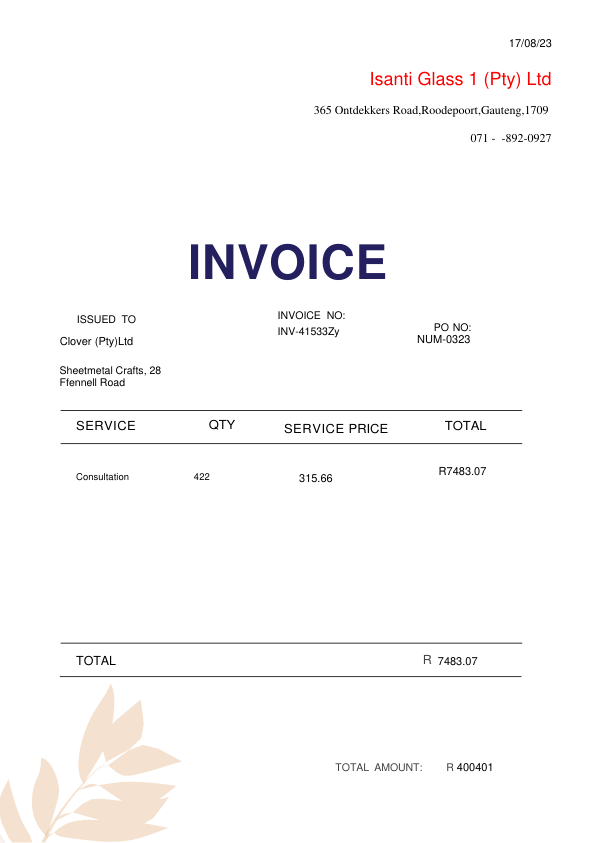 17/08/23
Isanti Glass 1 (Pty) Ltd
365 Ontdekkers Road,Roodepoort,Gauteng,1709
071 -  -892-0927
INVOICE
ISSUED TO
Clover (Pty)Ltd
Sheetmetal Crafts, 28
Ffennell Road
INVOICE NO:
INV-41533Zy
PO NO:
NUM-0323
SERVICE QTY SERVICE PRICE TOTAL
Consultation 422 315.66 R7483.07
TOTAL R 7483.07
TOTAL AMOUNT: R 400401